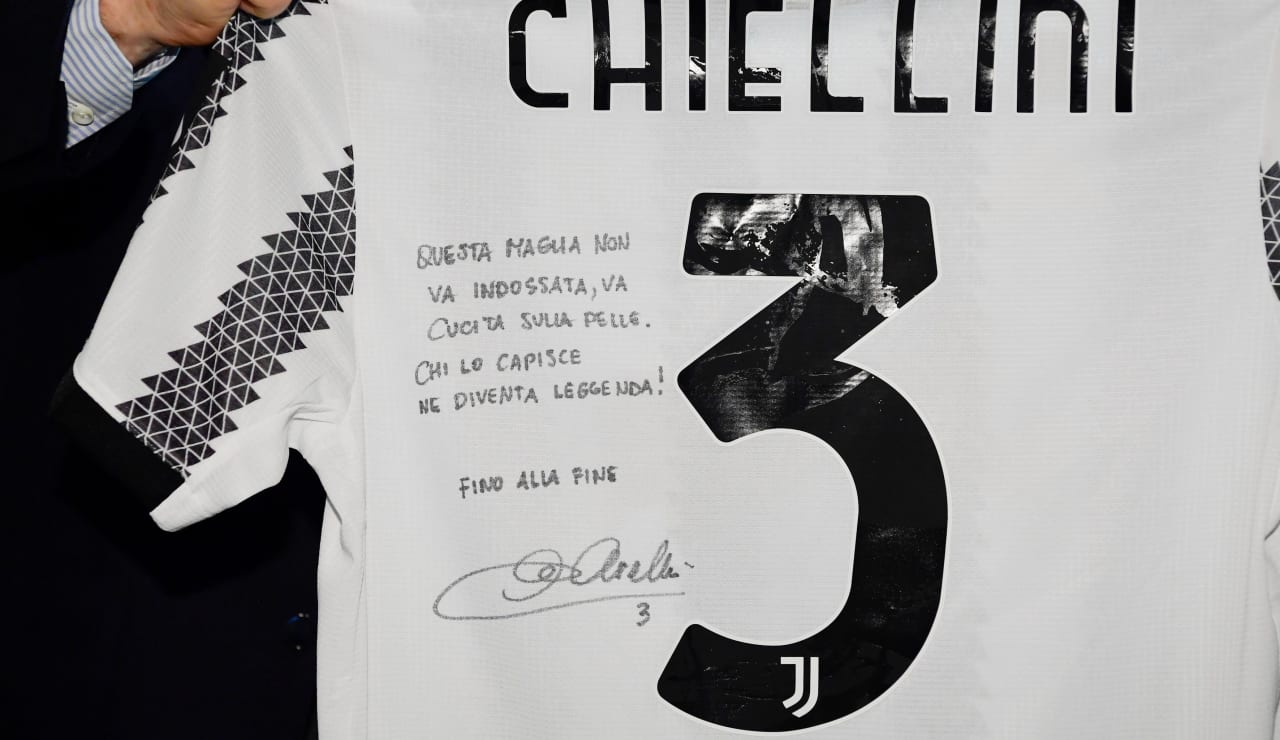 CHIELLINI
3
QUESTA MAGLIA NON
VA INDOSSATA, VA
CUCITA SULLA PELLE.
CHI LO CAPISCE
NE DIVENTA LEGGENDA!
FINO ALLA FINE
3